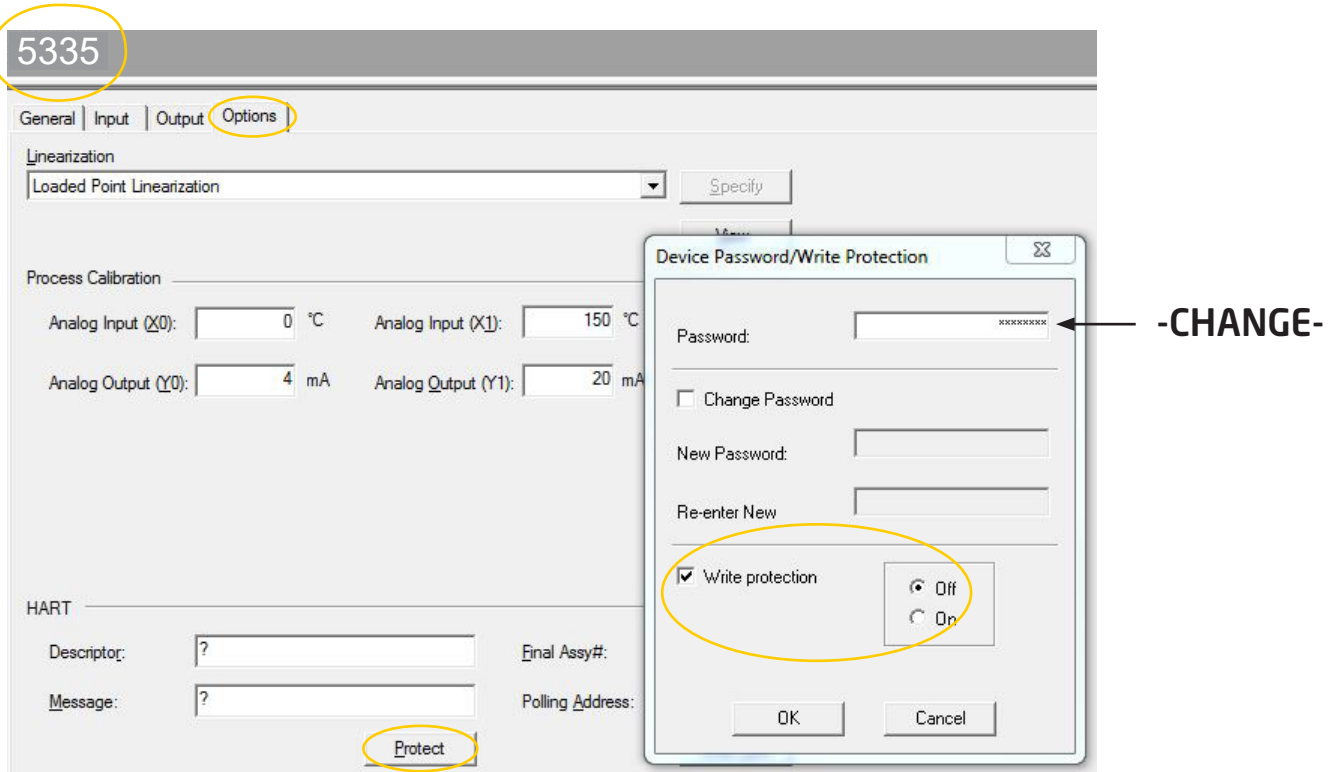 5335
General Input Output Options
Linearization
Loaded Point Linearization Specify
View
Process Calibration
Analog Input (X0): 0 °C Analog Input (X1): 150 °C
Analog Output (Y0): 4 mA Analog Output (Y1): 20 mA
HART
Descriptor: ? Final Assy#:
Message: ? Polling Address:
Protect
Device Password/Write Protection
Password: ******** -CHANGE-
Change Password
New Password:
Re-enter New
Write protection Off
On
OK Cancel